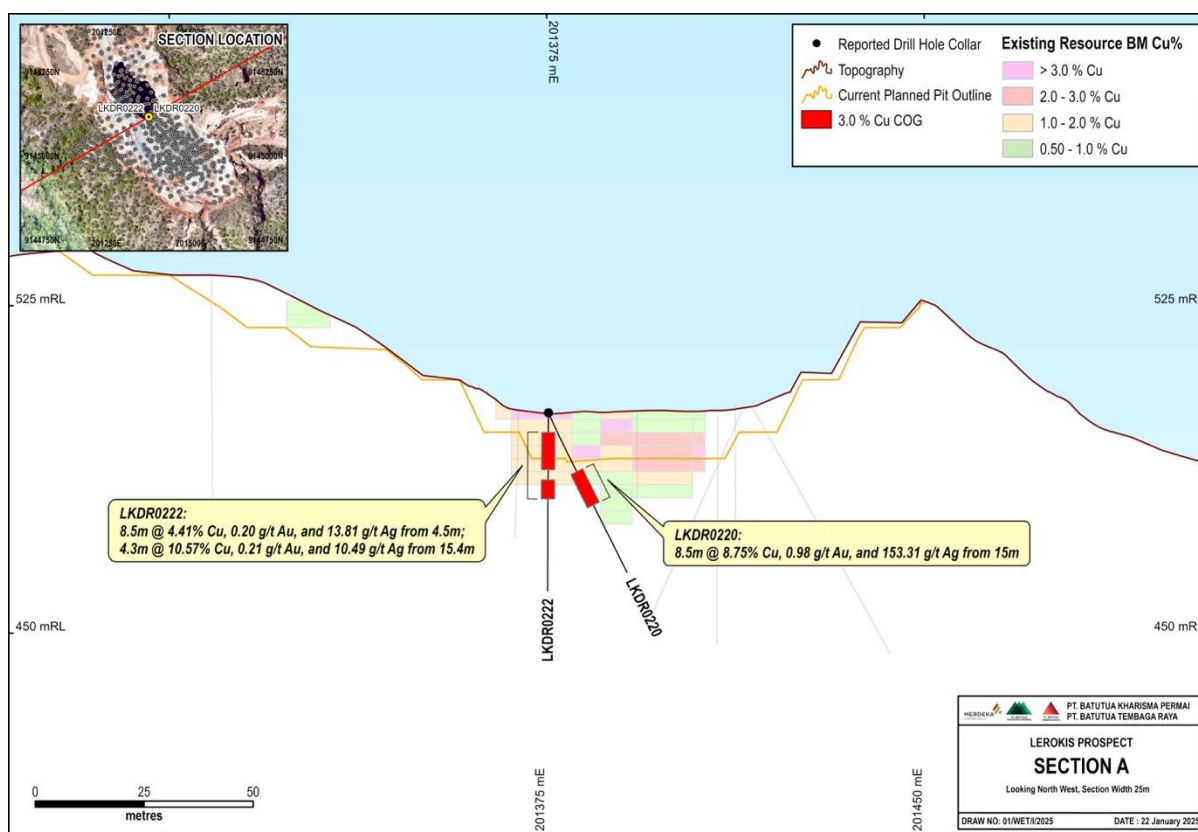 201250E
201500E
SECTION LOCATION
9145250N
9145250N
LKDR0222
LKDR0220
9145000N
9145000N
9144750N
201250E
201500E
9144750N
201375 mE
Reported Drill Hole Collar
Topography
Current Planned Pit Outline
3.0 % Cu COG
Existing Resource BM Cu%
> 3.0 % Cu
2.0 - 3.0 % Cu
1.0 - 2.0 % Cu
0.50 - 1.0 % Cu
525 mRL
525 mRL
LKDR0222:
8.5m @ 4.41% Cu, 0.20 g/t Au, and 13.81 g/t Ag from 4.5m;
4.3m @ 10.57% Cu, 0.21 g/t Au, and 10.49 g/t Ag from 15.4m
LKDR0220:
8.5m @ 8.75% Cu, 0.98 g/t Au, and 153.31 g/t Ag from 15m
LKDR0222
LKDR0220
450 mRL
450 mRL
0 25 50
metres
201375 mE
201450 mE
MERDEKA
PT. BATUTUA KHARISMA PERMAI
PT. BATUTUA TEMBAGA RAYA
LEROKIS PROSPECT
SECTION A
Looking North West, Section Width 25m
DRAW NO: 01/WET/I/2025 DATE : 22 January 2025